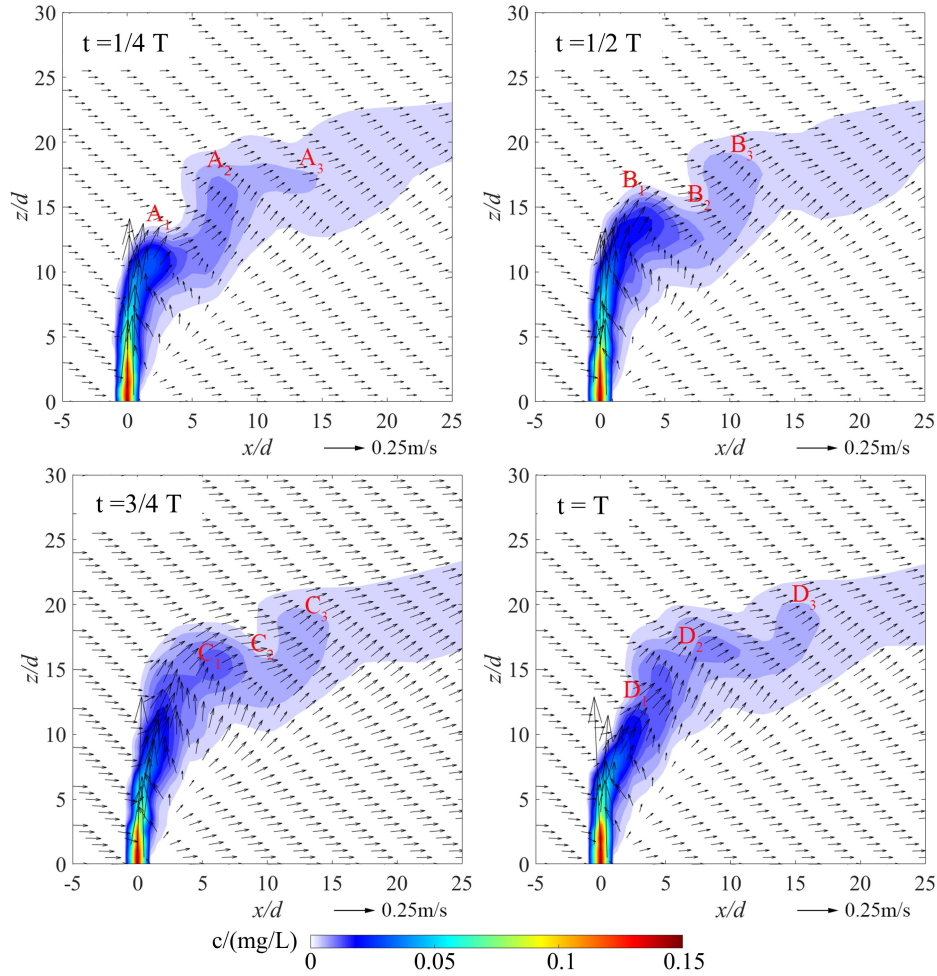 t =1/4 T
30
25
20
15
10
5
0
z/d
A₁
A₂
A₃
-5 0 5 10 15 20 25
x/d
0.25m/s
t =1/2 T
30
25
20
15
10
5
0
z/d
B₁
B₂
B₃
-5 0 5 10 15 20 25
x/d
0.25m/s
t =3/4 T
30
25
20
15
10
5
0
z/d
C₁
C₂
C₃
-5 0 5 10 15 20 25
x/d
0.25m/s
t = T
30
25
20
15
10
5
0
z/d
D₁
D₂
D₃
-5 0 5 10 15 20 25
x/d
0.25m/s
c/(mg/L)
0 0.05 0.1 0.15